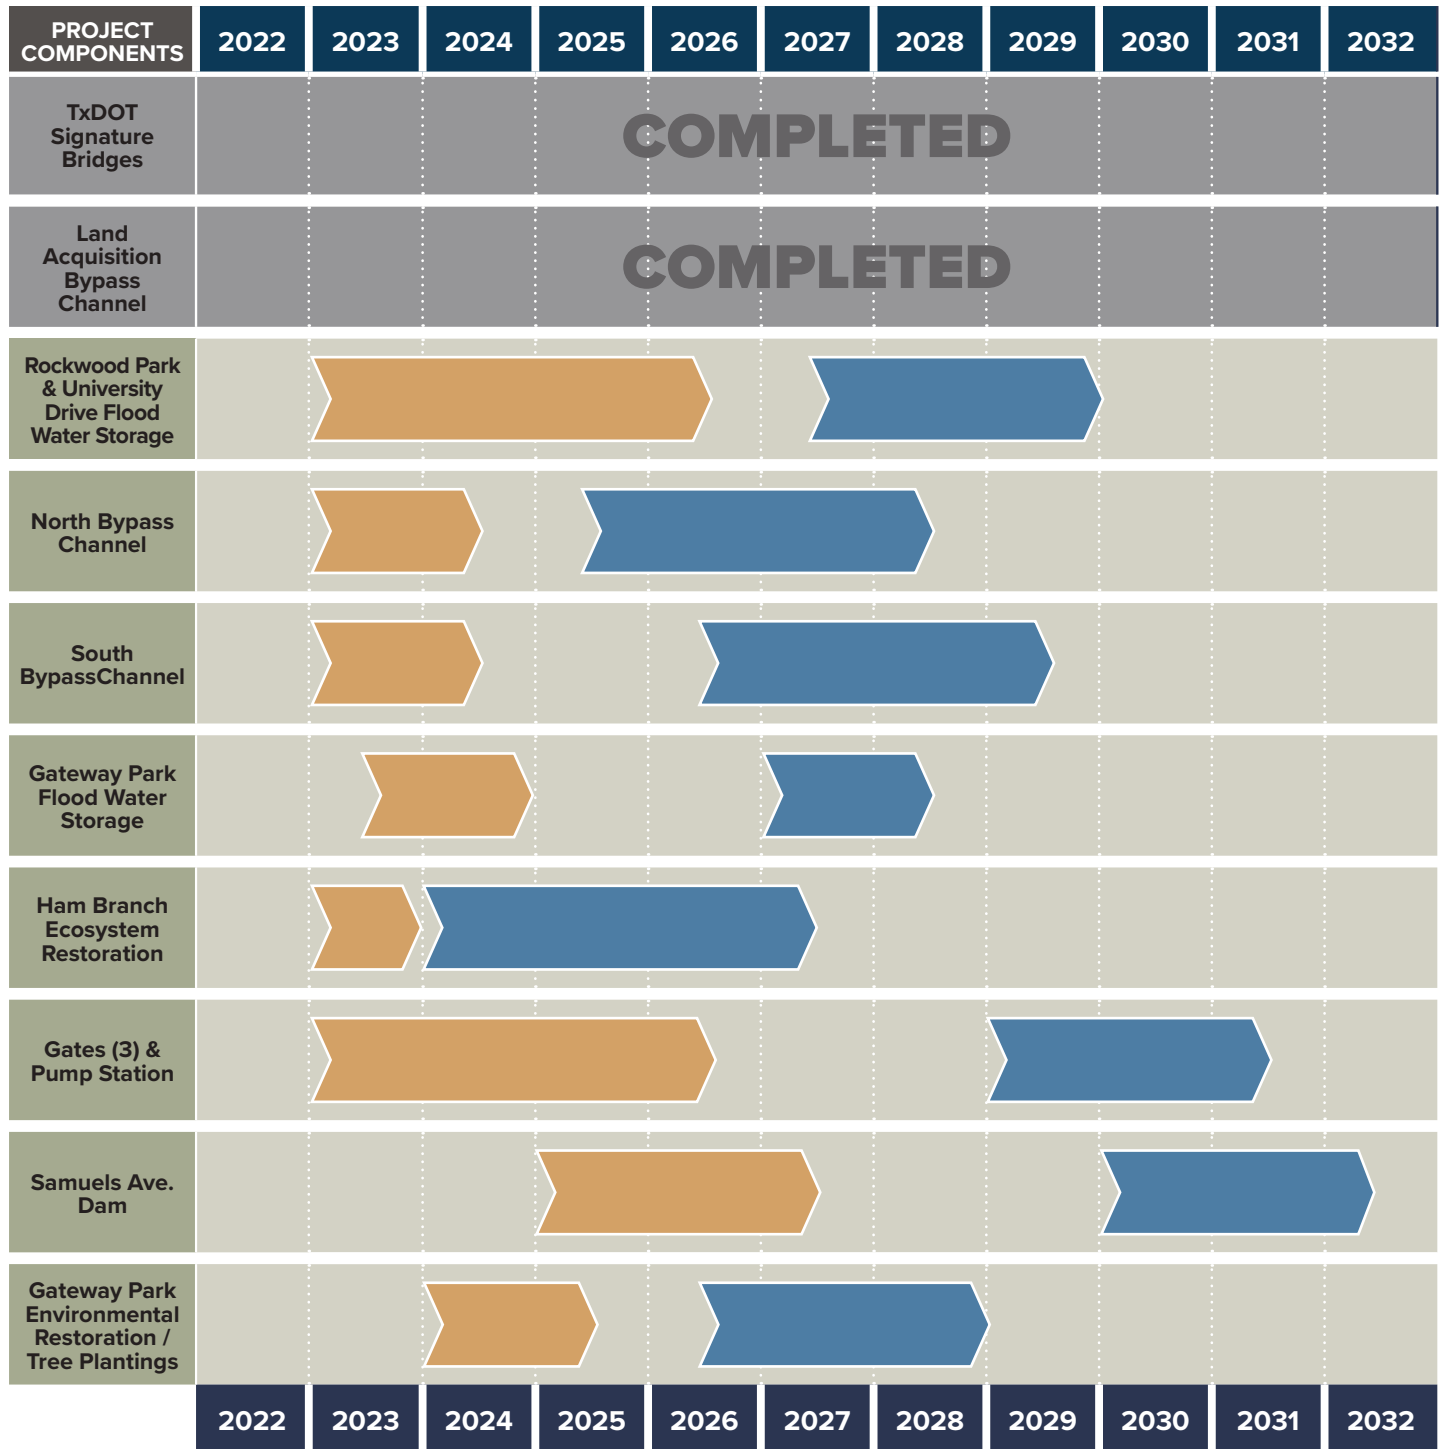 PROJECT
COMPONENTS
2022 2023 2024 2025 2026 2027 2028 2029 2030 2031 2032
TxDOT
Signature
Bridges
COMPLETED
Land
Acquisition
Bypass
Channel
COMPLETED
Rockwood Park
& University
Drive Flood
Water Storage
North Bypass
Channel
South
BypassChannel
Gateway Park
Flood Water
Storage
Ham Branch
Ecosystem
Restoration
Gates (3) &
Pump Station
Samuels Ave.
Dam
Gateway Park
Environmental
Restoration /
Tree Plantings
2022 2023 2024 2025 2026 2027 2028 2029 2030 2031 2032